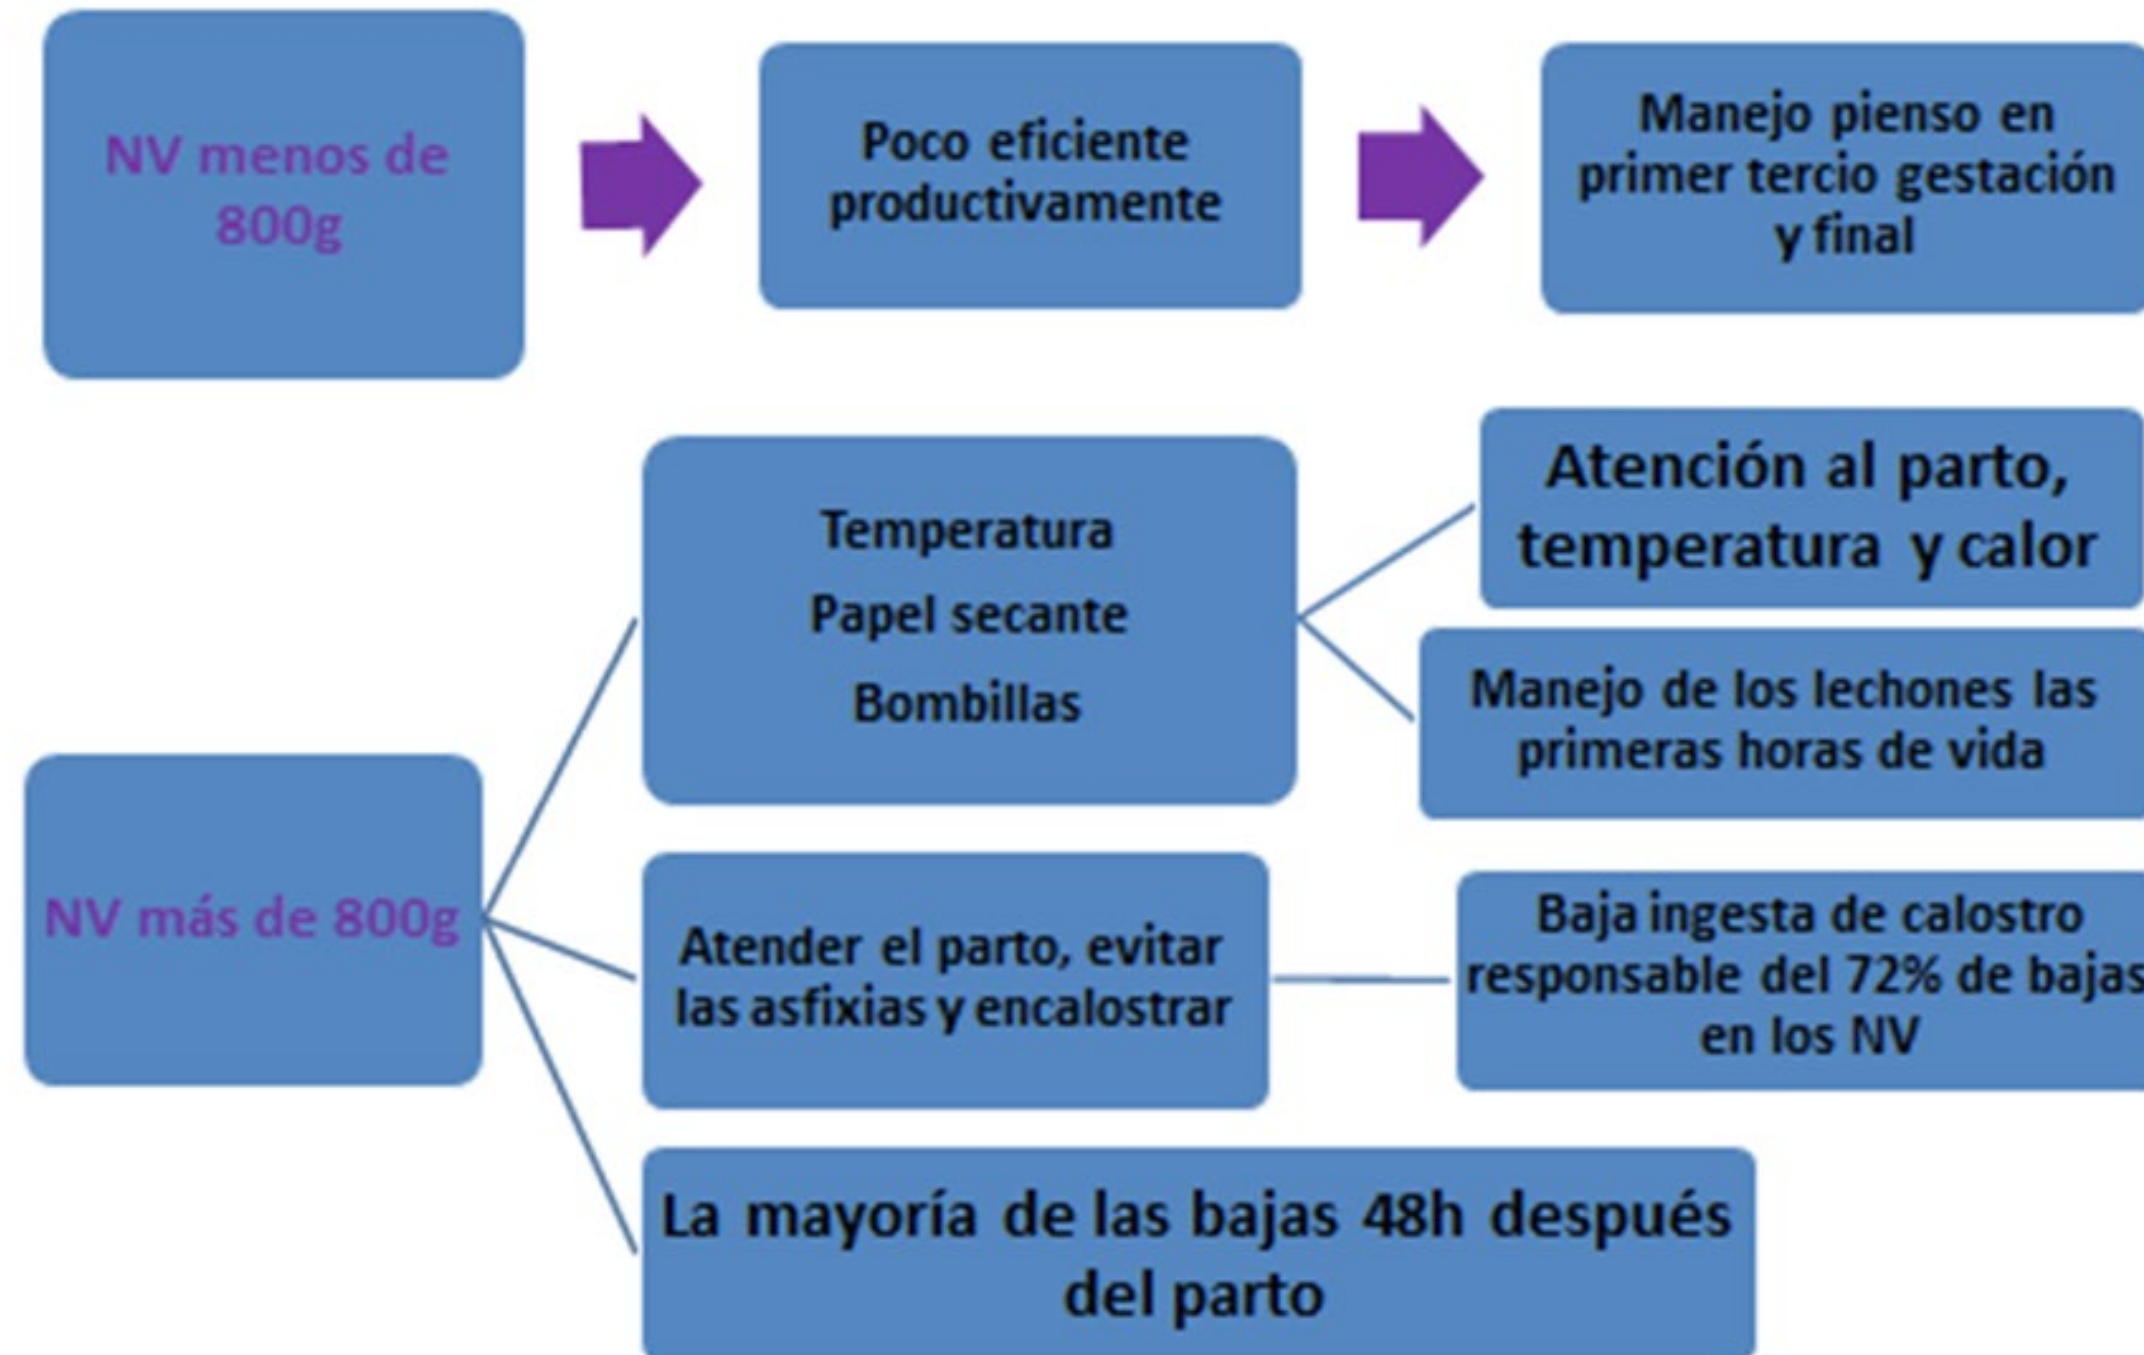 NV menos de
800g
Poco eficiente
productivamente
Manejo pienso en
primer tercio gestación
y final
NV más de 800g
Temperatura
Papel secante
Bombillas
Atención al parto,
temperatura y calor
Manejo de los lechones las
primeras horas de vida
Atender el parto, evitar
las asfixias y encalostrar
Baja ingesta de calostro
responsable del 72% de bajas
en los NV
La mayoría de las bajas 48h después
del parto